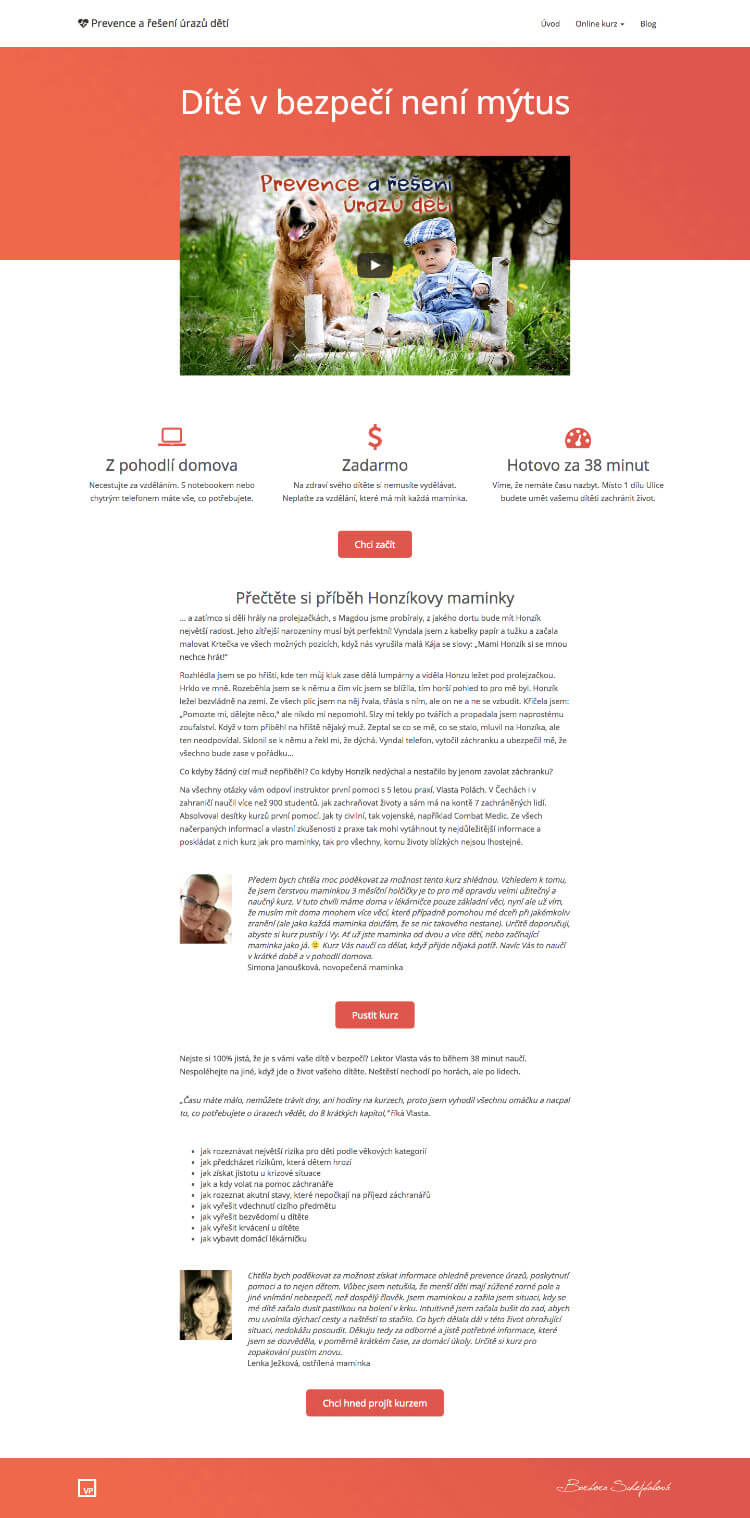 Prevence a řešení úrazů dětí
Úvod
Online kurz
Blog
Dítě v bezpečí není mýtus
Prevence a řešení
úrazů dětí
Z pohodlí domova
Necestujte za vzděláním. S notebookem nebo
chytrým telefonem máte vše, co potřebujete.
Zadarmo
Na zdraví svého dítěte si nemusíte vydělávat.
Neplaťte za vzdělání, které má mít každá maminka.
Hotovo za 38 minut
Víme, že nemáte času nazbyt. Místo 1 dílu Ulice
budete umět vašemu dítěti zachránit život.
Chci začít
Přečtěte si příběh Honzíkovy maminky
... a zatímco si děti hrály na prolejzačkách, s Magdou jsme probíraly, z jakého dortu bude mít Honzík
největší radost. Jeho zítřejší narozeniny musí být perfektní! Vyndala jsem z kabelky papír a tužku a začala
malovat Krtečka ve všech možných pozicích, když nás vyrušila malá Kája se slovy: „Mami Honzík si se mnou
nechce hrát!“
Rozhlédla jsem se po hřišti, kde ten můj kluk zase dělá lumpárny a viděla Honzu ležet pod prolejzačkou.
Hrklo ve mně. Rozeběhla jsem se k němu a čím víc jsem se blížila, tím horší pohled to pro mě byl. Honzík
ležel bezvládně na zemi. Ze všech plic jsem na něj řvala, třásla s ním, ale on ne a ne se vzbudit. Křičela jsem:
„Pomozte mi, dělejte něco,“ ale nikdo mi nepomohl. Slzy mi tekly po tvářích a propadala jsem naprostému
zoufalství. Když v tom přiběhl na hřiště nějaký muž. Zeptal se co se mě, co se stalo, mluvil na Honzíka, ale
ten neodpovídal. Sklonil se k němu a řekl mi, že dýchá. Vyndal telefon, vytočil záchranku a ubezpečil mě, že
všechno bude zase v pořádku...
Co kdyby žádný cizí muž nepřiběhl? Co kdyby Honzík nedýchal a nestačilo by jenom zavolat záchranku?
Na všechny otázky vám odpoví instruktor první pomoci s 5 letou praxí, Vlasta Polách. V Čechách i v
zahraničí naučil více než 900 studentů, jak zachraňovat životy a sám má na kontě 7 zachráněných lidí.
Absolvoval desítky kurzů první pomoci. Jak ty civilní, tak vojenské, například Combat Medic. Ze všech
načerpaných informací a vlastní zkušenosti z praxe tak mohl vytáhnout ty nejdůležitější informace a
poskládat z nich kurz jak pro maminky, tak pro všechny, komu životy blízkých nejsou lhostejné.
Předem bych chtěla moc poděkovat za možnost tento kurz shlédnou. Vzhledem k tomu,
že jsem čerstvou maminkou 3 měsíční holčičky je to pro mě opravdu velmi užitečný a
naučný kurz. V tuto chvíli máme doma v lékárničce pouze základní věci, nyní ale už vím,
že musím mít doma mnohem více věcí, které případně pomohou mé dceři při jakémkoliv
zranění (ale jako každá maminka doufám, že se nic takového nestane). Určitě doporučuji,
abyste si kurz pustily i Vy. Ať už jste maminka od dvou a více dětí, nebo začínající
maminka jako já. 🙂 Kurz Vás naučí co dělat, když přijde nějaká potíž. Navíc Vás to naučí
v krátké době a v pohodlí domova.
Simona Janoušková, novopečená maminka
Pustit kurz
Nejste si 100% jistá, že je s vámi vaše dítě v bezpečí? Lektor Vlasta vás to během 38 minut naučí.
Nespoléhejte na jiné, když jde o život vašeho dítěte. Neštěstí nechodí po horách, ale po lidech.
„Času máte málo, nemůžete trávit dny, ani hodiny na kurzech, proto jsem vyhodil všechnu omáčku a nacpal
to, co potřebujete o úrazech vědět, do 8 krátkých kapitol,“ říká Vlasta.
• jak rozeznávat největší rizika pro děti podle věkových kategorií
• jak předcházet rizikům, která dětem hrozí
• jak získat jistotu u krizové situace
• jak a kdy volat na pomoc záchranáře
• jak rozeznat akutní stavy, které nepočkají na příjezd záchranářů
• jak vyřešit vdechnutí cizího předmětu
• jak vyřešit bezvědomí u dítěte
• jak vyřešit krvácení u dítěte
• jak vybavit domácí lékárničku
Chtěla bych poděkovat za možnost získat informace ohledně prevence úrazů, poskytnutí
pomoci a to nejen dětem. Vůbec jsem netušila, že menší děti mají zúžené zorné pole a
jiné vnímání nebezpečí, než dospělý člověk. Jsem maminkou a zažila jsem situaci, kdy se
mé dítě začalo dusit pastilkou na bolení v krku. Intuitivně jsem začala bušit do zad, abych
mu uvolnila dýchací cesty a naštěstí to stačilo. Co bych dělala dál v této život ohrožující
situaci, nedokážu posoudit. Děkuju tedy za odborné a jistě potřebné informace, které
jsem se dozvěděla, v poměrně krátkém čase, za domácí úkoly. Určitě si kurz pro
zopakování pustím znovu.
Lenka Ježková, ostřílená maminka
Chci hned projít kurzem
VP